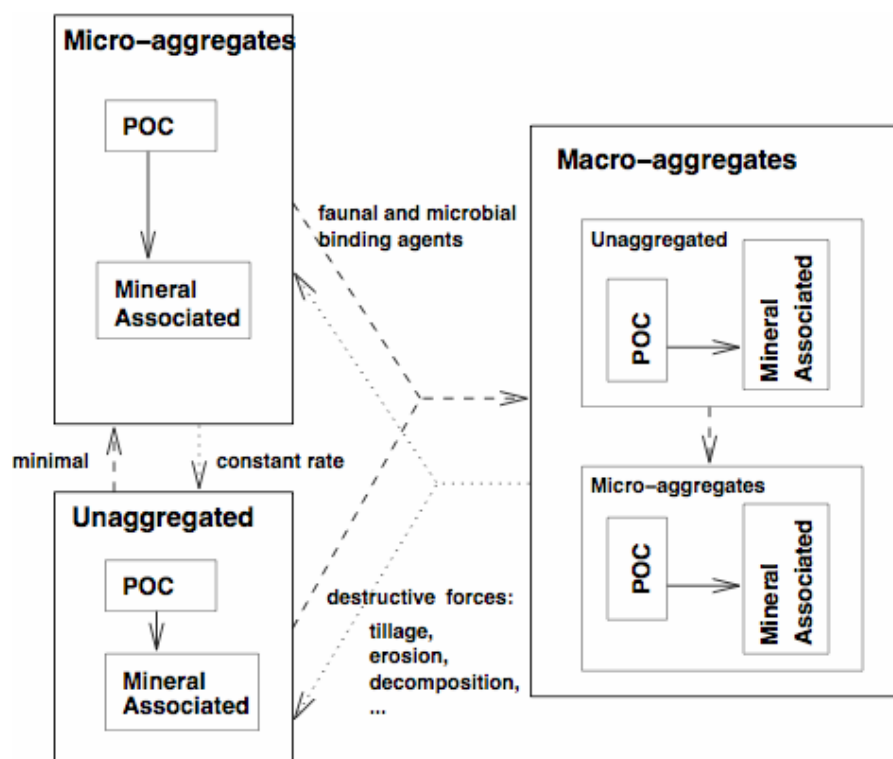 Micro-aggregates
POC
Mineral
Associated
faunal and microbial
binding agents
minimal
constant rate
Unaggregated
POC
Mineral
Associated
destructive forces:
tillage,
erosion,
decomposition,
...
Macro-aggregates
Unaggregated
POC
Mineral
Associated
Micro-aggregates
POC
Mineral
Associated